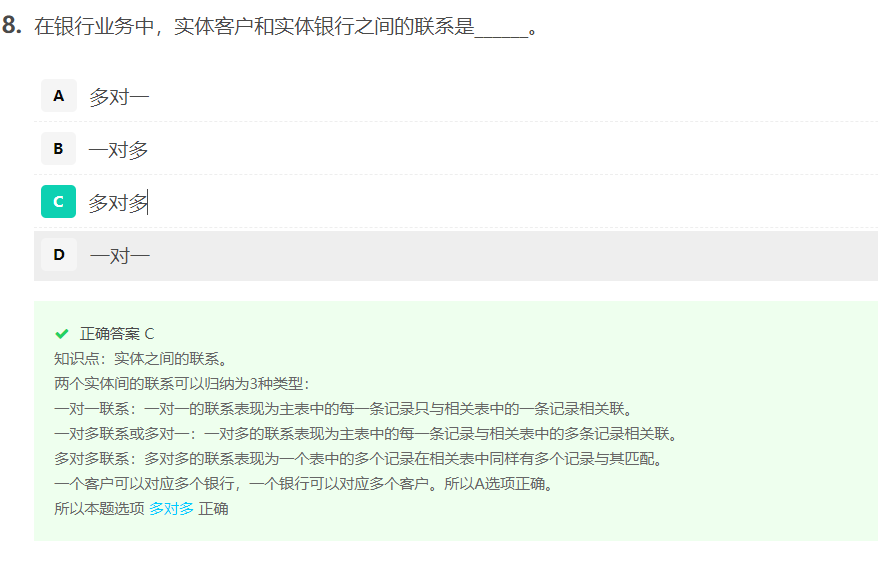 8. 在银行业务中，实体客户和实体银行之间的联系是______。
A 多对一
B 一对多
C 多对多
D 一对一
正确答案 C
知识点：实体之间的联系。
两个实体间的联系可以归纳为3种类型：
一对一联系：一对一的联系表现为主表中的每一条记录只与相关表中的一条记录相关联。
一对多联系或多对一：一对多的联系表现为主表中的每一条记录与相关表中的多条记录相关联。
多对多联系：多对多的联系表现为一个表中的多个记录在相关表中同样有多个记录与其匹配。
一个客户可以对应多个银行，一个银行可以对应多个客户。所以A选项正确。
所以本题选项 多对多 正确